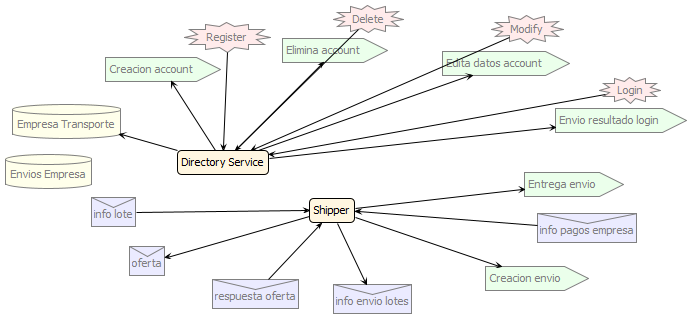 Delete
Modify
Register
Elimina account
Creacion account
Edita datos account
Login
Empresa Transporte
Envio resultado login
Directory Service
Envios Empresa
Entrega envio
info lote
Shipper
info pagos empresa
oferta
Creacion envio
respuesta oferta
info envio lotes